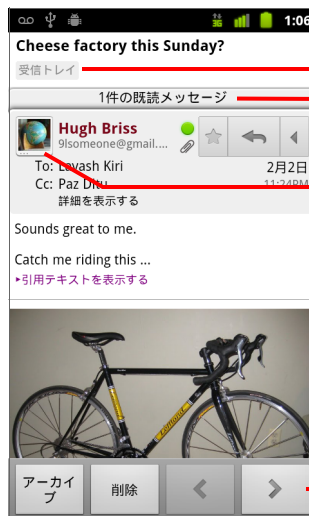 3G
1:06
Cheese factory this Sunday?
受信トレイ
1件の既読メッセージ
Hugh Briss
9lsomeone@gmail....
To: Lavash Kiri
2月2日
Cc: Paz Ditu
11:24PM
詳細を表示する
Sounds great to me.
Catch me riding this ...
▸引用テキストを表示する
アーカイブ
削除